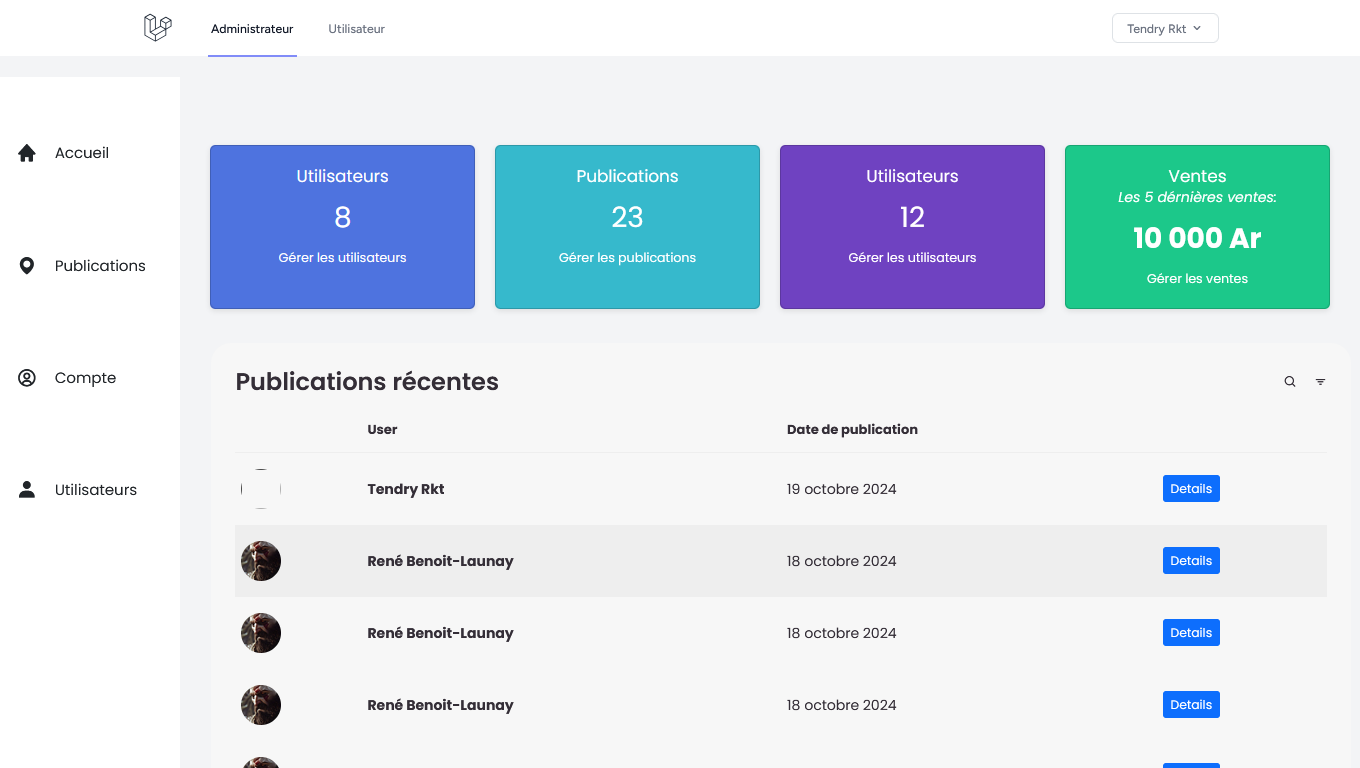 Administrateur
Utilisateur
Tendry Rkt
Accueil
Publications
Compte
Utilisateurs
Utilisateurs
8
Gérer les utilisateurs
Publications
23
Gérer les publications
Utilisateurs
12
Gérer les utilisateurs
Ventes
Les 5 dérnières ventes:
10 000 Ar
Gérer les ventes
Publications récentes
User Date de publication
Tendry Rkt 19 octobre 2024 Details
René Benoit-Launay 18 octobre 2024 Details
René Benoit-Launay 18 octobre 2024 Details
René Benoit-Launay 18 octobre 2024 Details